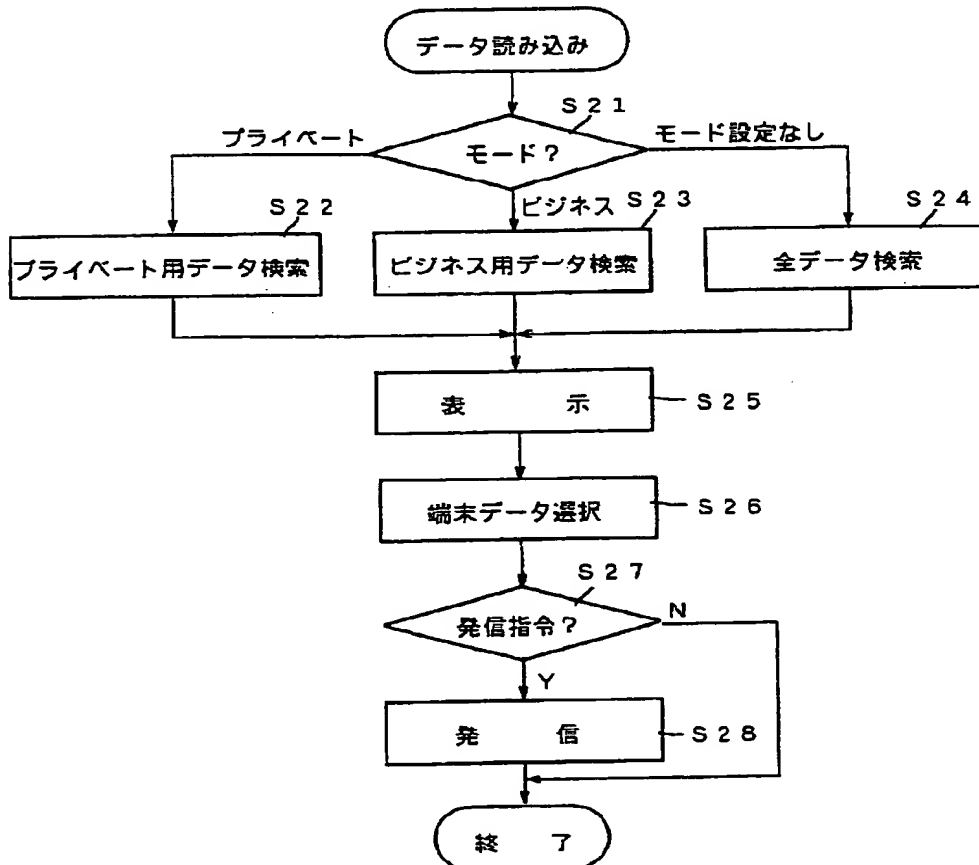 データ読み込み
S21
プライベート
モード?
モード設定なし
S22
ビジネス
S23
S24
プライベート用データ検索
ビジネス用データ検索
全データ検索
表 示
S25
端末データ選択
S26
S27
発信指令?
N
Y
発 信
S28
終 了